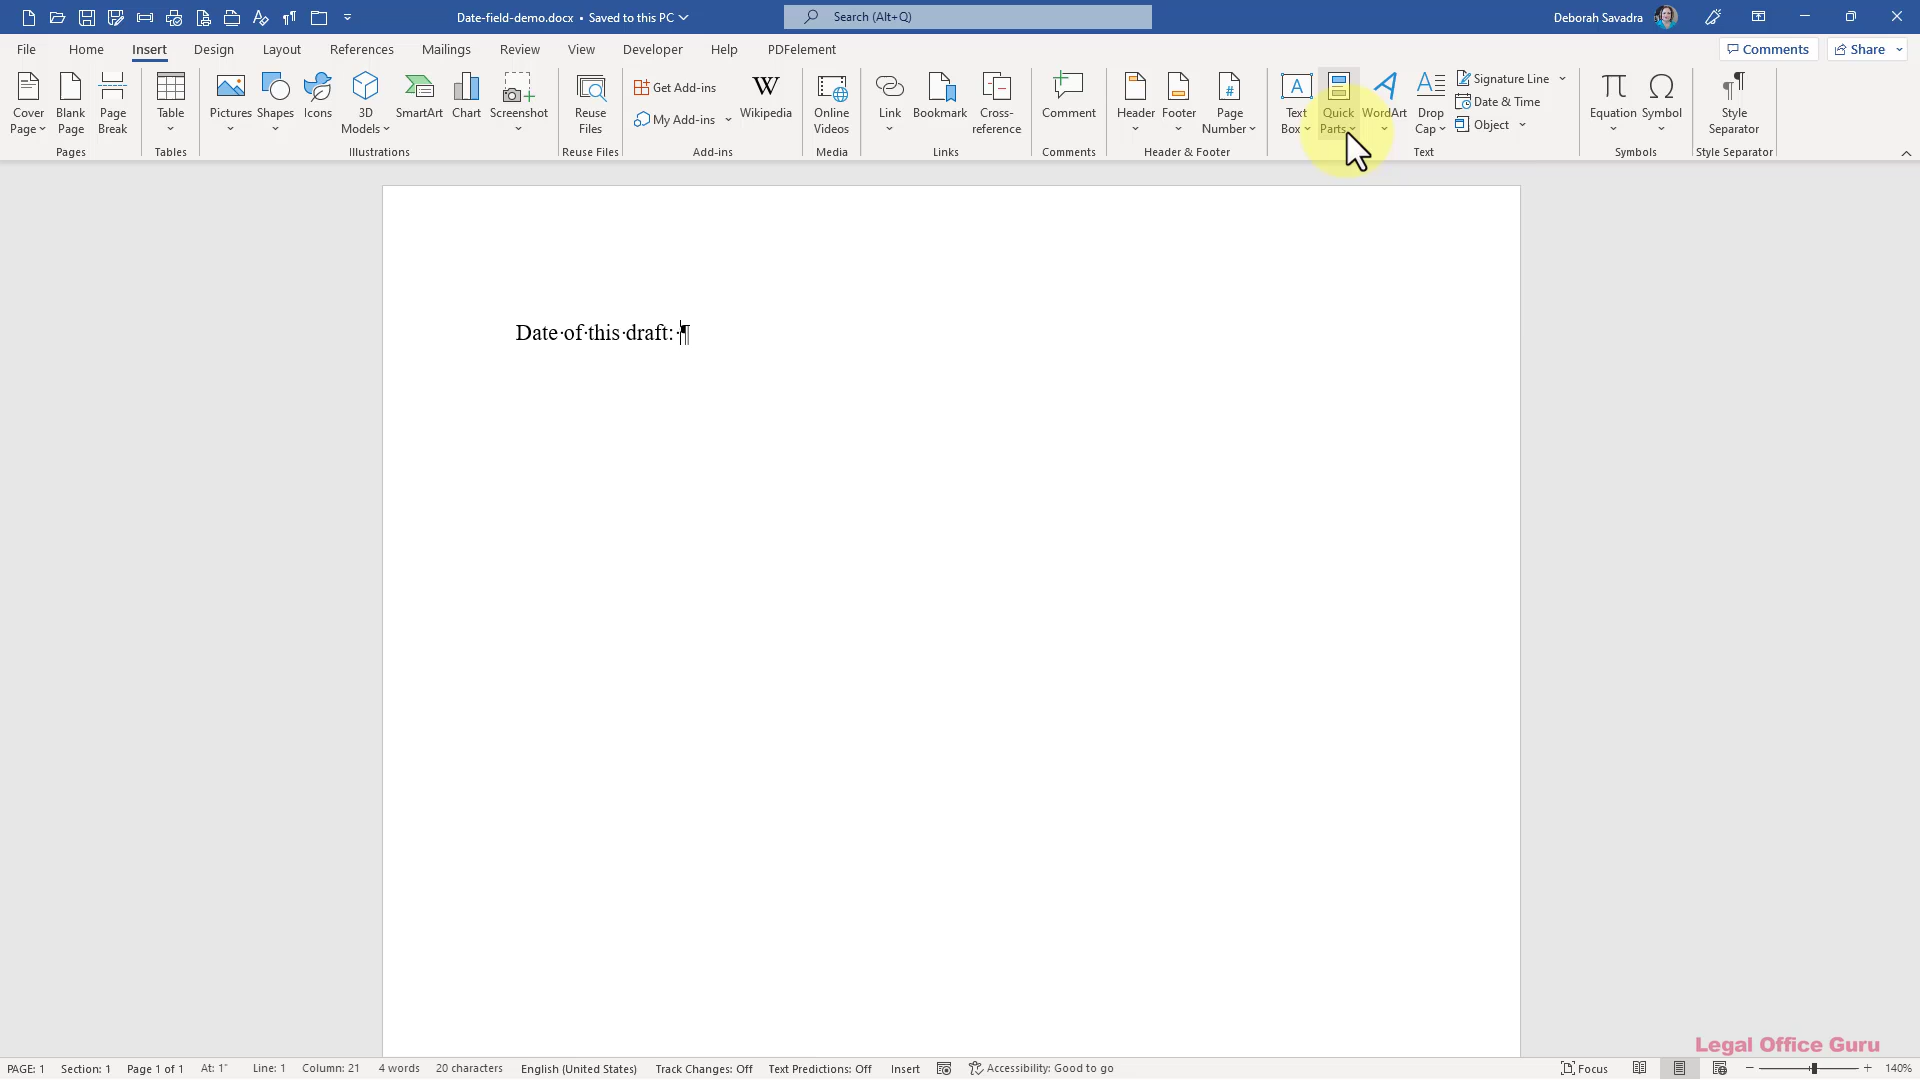 Date-field-demo.docx • Saved to this PC
Search (Alt+Q)
Deborah Savadra
File Home Insert Design Layout References Mailings Review View Developer Help PDFelement
Comments Share
Cover Page
Blank Page
Page Break
Pages
Table
Tables
Pictures
Shapes
Icons
3D Models
SmartArt
Chart
Screenshot
Illustrations
Reuse Files
Reuse Files
Get Add-ins
My Add-ins
Wikipedia
Add-ins
Online Videos
Media
Link
Bookmark
Cross-reference
Links
Comment
Comments
Header
Footer
Page Number
Header & Footer
Text Box
Quick Parts
WordArt
Drop Cap
Signature Line
Date & Time
Object
Text
Equation
Symbol
Symbols
Style Separator
Style Separator
Date·of·this·draft:·¶
Legal Office Guru
PAGE: 1 Section: 1 Page 1 of 1 At: 1" Line: 1 Column: 21 4 words 20 characters English (United States) Track Changes: Off Text Predictions: Off Insert Accessibility: Good to go Focus 140%